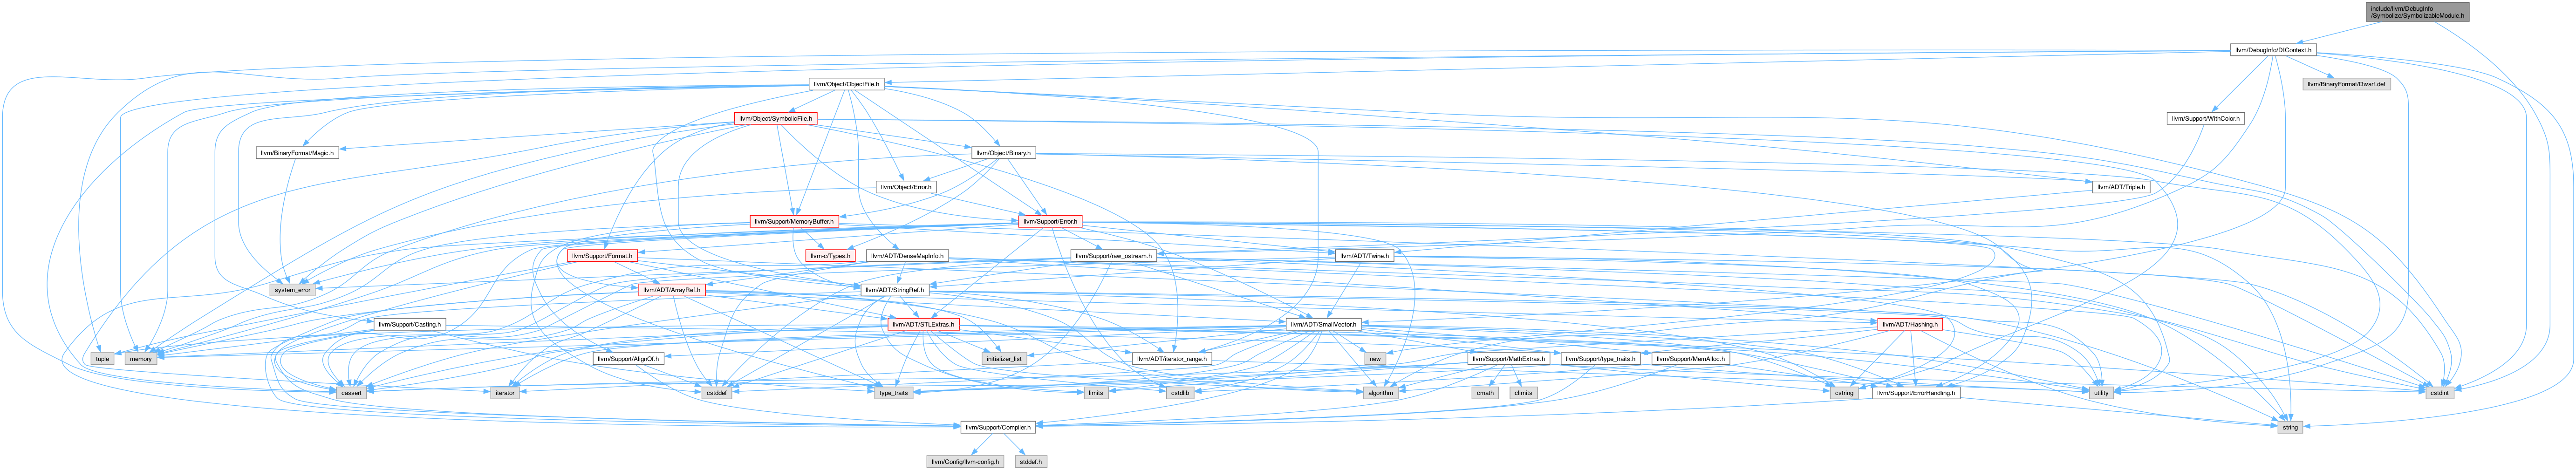 include/llvm/DebugInfo
/Symbolize/SymbolizableModule.h
llvm/DebugInfo/DIContext.h
llvm/Object/ObjectFile.h
llvm/BinaryFormat/Dwarf.def
llvm/Object/SymbolicFile.h
llvm/Support/WithColor.h
llvm/BinaryFormat/Magic.h
llvm/Object/Binary.h
llvm/Object/Error.h
llvm/ADT/Triple.h
llvm/Support/MemoryBuffer.h
llvm/Support/Error.h
llvm/Support/Format.h
llvm-c/Types.h
llvm/ADT/DenseMapInfo.h
llvm/Support/raw_ostream.h
llvm/ADT/Twine.h
system_error
llvm/ADT/ArrayRef.h
llvm/ADT/StringRef.h
llvm/Support/Casting.h
llvm/ADT/STLExtras.h
llvm/ADT/SmallVector.h
llvm/ADT/Hashing.h
tuple
memory
llvm/Support/AlignOf.h
initializer_list
llvm/ADT/iterator_range.h
new
llvm/Support/MathExtras.h
llvm/Support/type_traits.h
llvm/Support/MemAlloc.h
cassert
iterator
cstddef
type_traits
limits
cstdlib
algorithm
cmath
climits
cstring
llvm/Support/ErrorHandling.h
utility
cstdint
llvm/Support/Compiler.h
string
llvm/Config/llvm-config.h
stddef.h